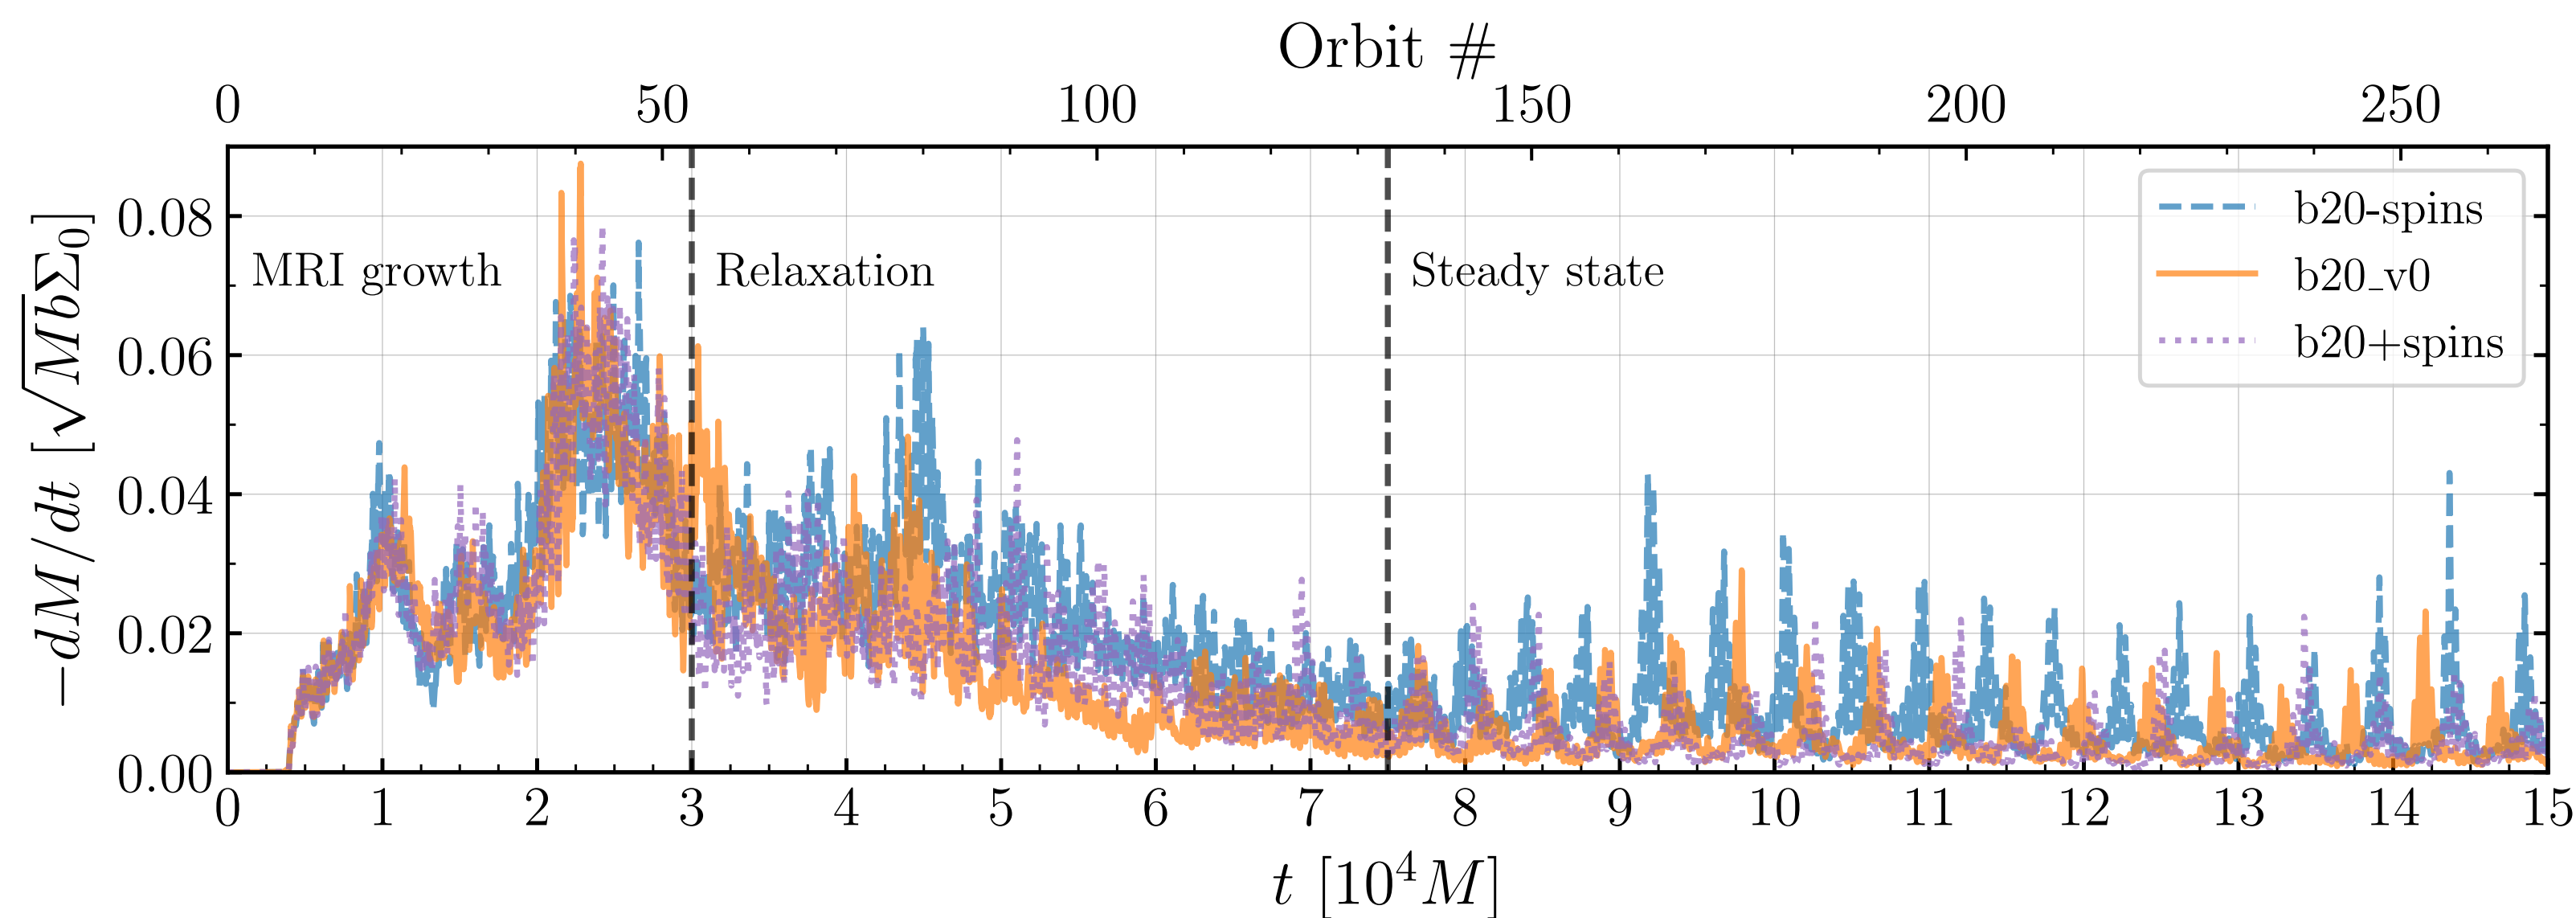 Orbit #
0 50 100 150 200 250
−dM/dt [√Mb̅Σ₀]
0.08
0.06
0.04
0.02
0.00
MRI growth
Relaxation
Steady state
b20-spins
b20_v0
b20+spins
0 1 2 3 4 5 6 7 8 9 10 11 12 13 14 15
t [10⁴M]